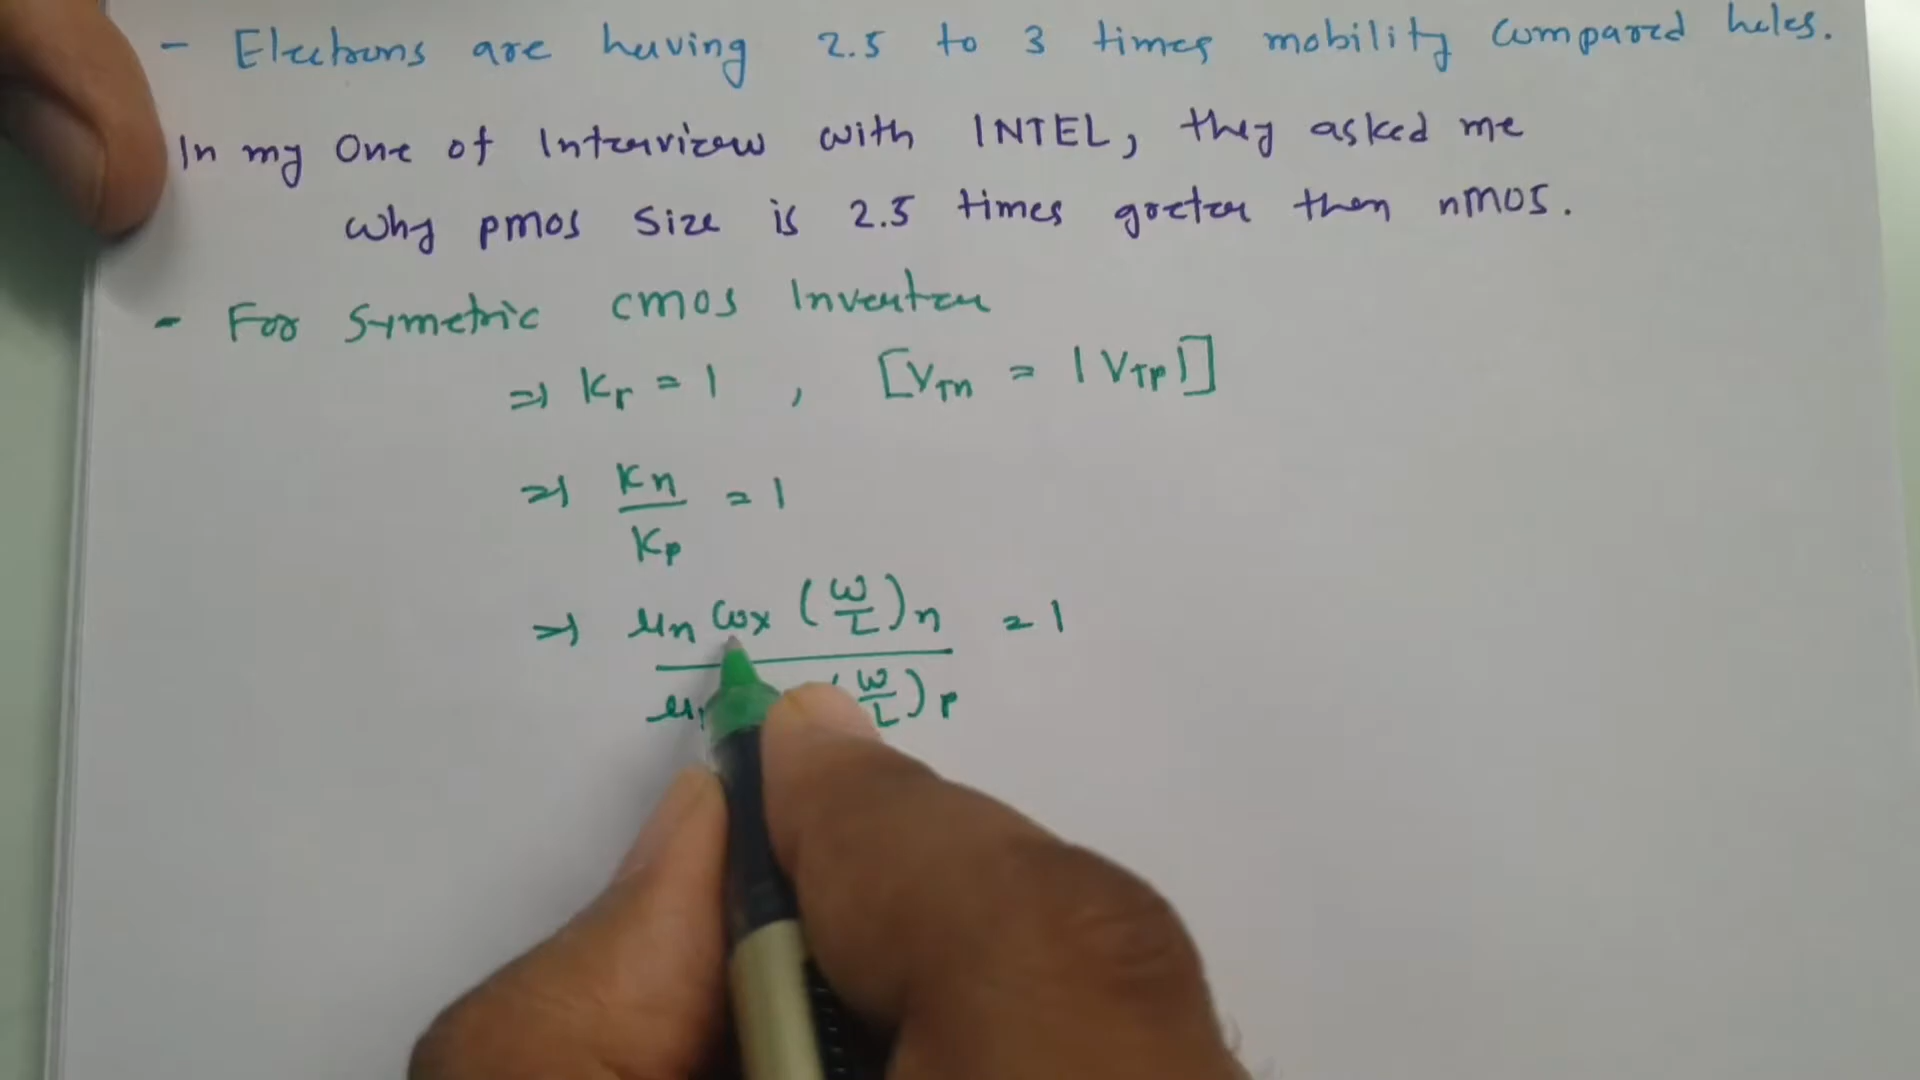 - Electrons are having 2.5 to 3 times mobility compared holes.
In my One of Interview with INTEL, they asked me
why pmos size is 2.5 times greter then nMOS.
- For Symetric cmos Inverter
⇒ Kr = 1 , [VTn = |VTp|]
⇒ Kn / Kp = 1
⇒ μn Cox (W/L)n = 1
(W/L)p